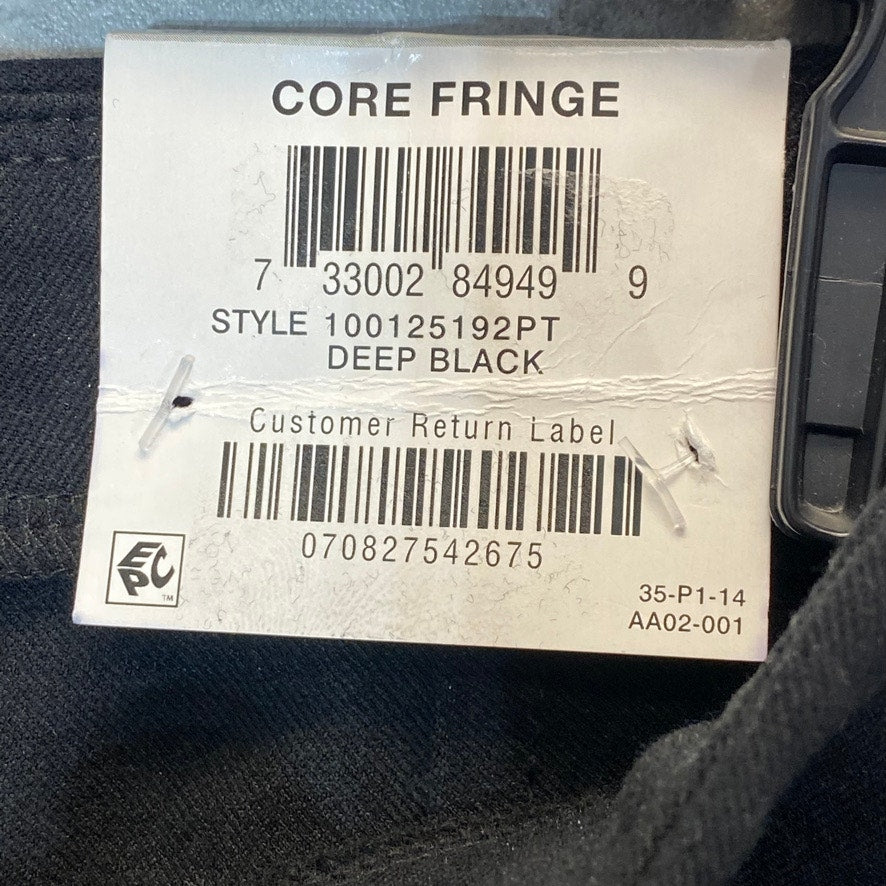 CORE FRINGE
7 33002 84949 9
STYLE 100125192PT
DEEP BLACK
Customer Return Label
070827542675
EPC TM
35-P1-14
AA02-001